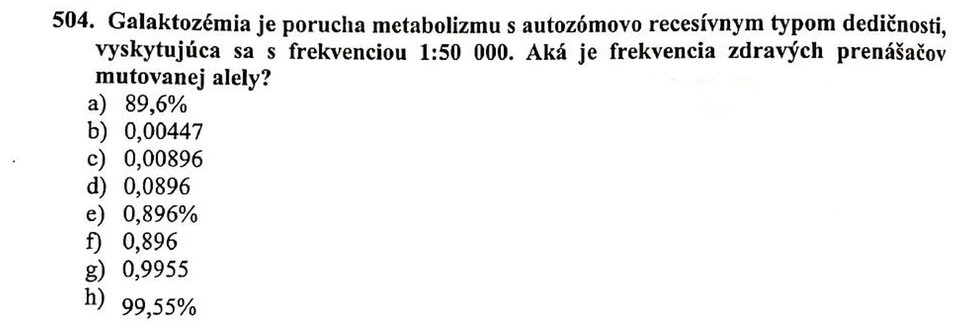 504. Galaktozémia je porucha metabolizmu s autozómovo recesívnym typom dedičnosti,
vyskytujúca sa s frekvenciou 1:50 000. Aká je frekvencia zdravých prenášačov
mutovanej alely?
a) 89,6%
b) 0,00447
c) 0,00896
d) 0,0896
e) 0,896%
f) 0,896
g) 0,9955
h) 99,55%